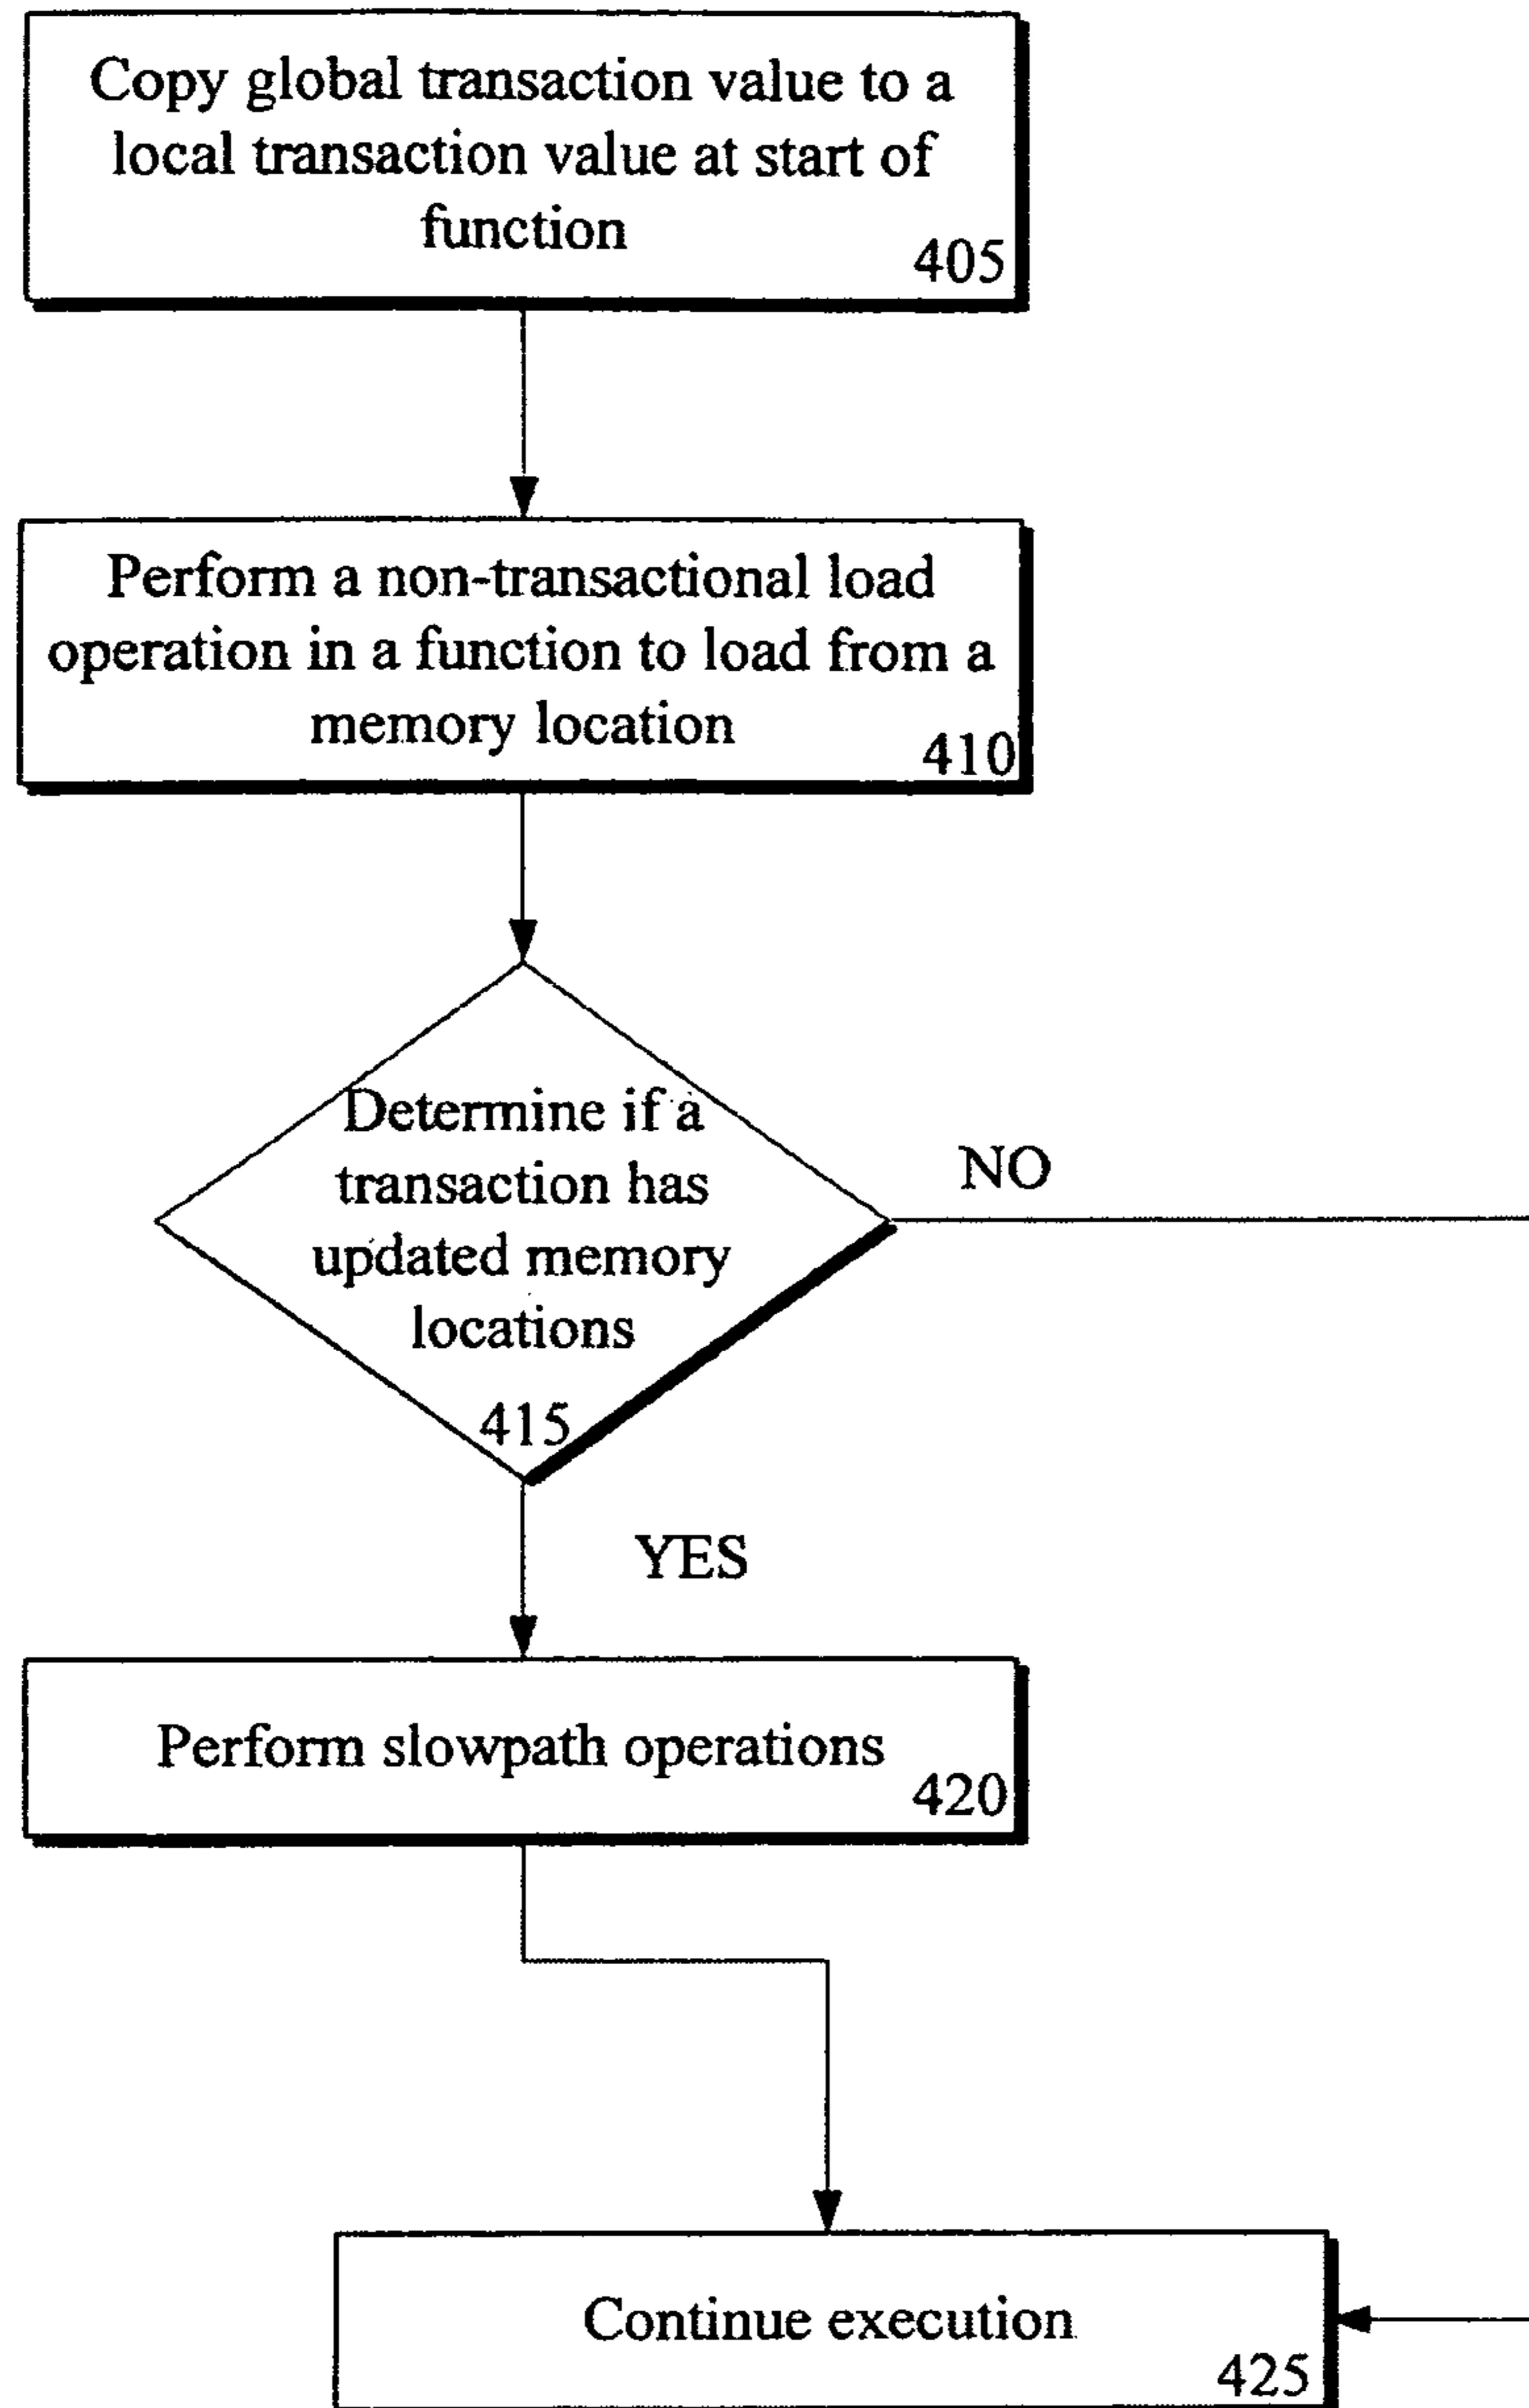 Copy global transaction value to a
local transaction value at start of
function
405
Perform a non-transactional load
operation in a function to load from a
memory location
410
Determine if a
transaction has
updated memory
locations
415
NO
YES
Perform slowpath operations
420
Continue execution
425